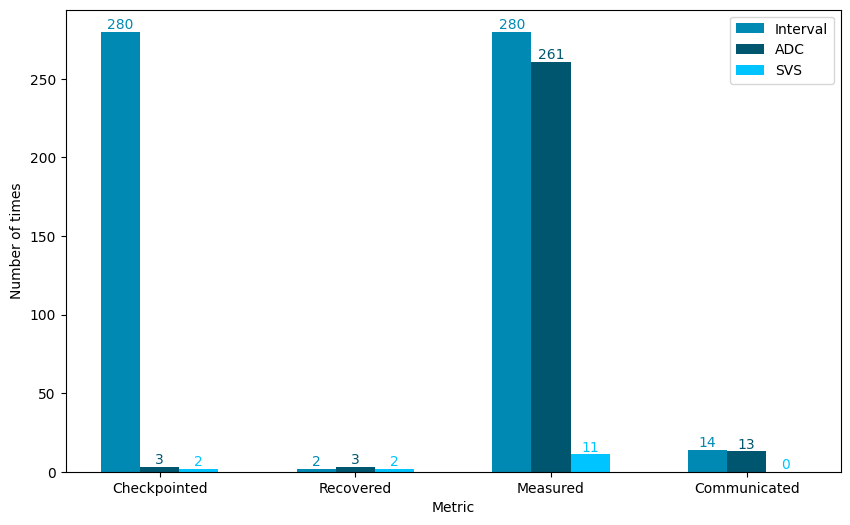 280
280
261
Interval
ADC
SVS
250
200
150
100
50
0
3
2
2
3
2
11
14
13
0
Checkpointed
Recovered
Measured
Communicated
Metric
Number of times